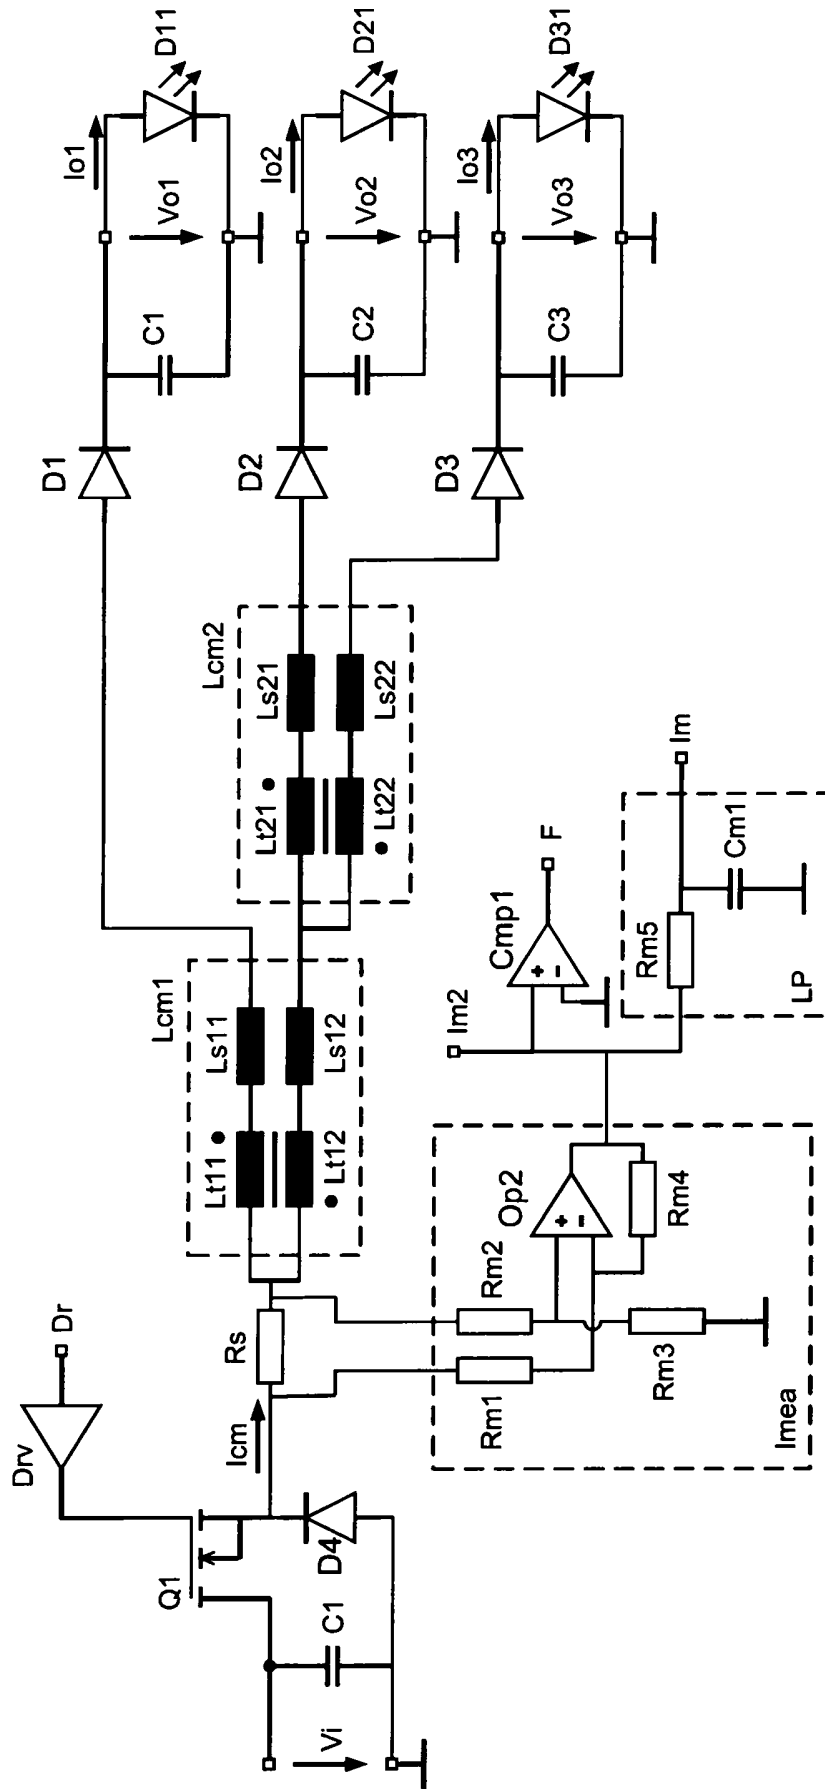 D11
Io1
Vo1
C1
D1
D21
Io2
Vo2
C2
D2
D31
Io3
Vo3
C3
D3
Lcm2
Ls21
Ls22
Lt21
Lt22
Lcm1
Ls11
Ls12
Lt11
Lt12
Im
Cm1
Rm5
LP
F
Cmp1
+
−
Im2
Op2
+
−
Rm4
Rm2
Rm3
Rm1
Imea
Rs
Icm
Dr
Drv
Q1
D4
C1
Vi